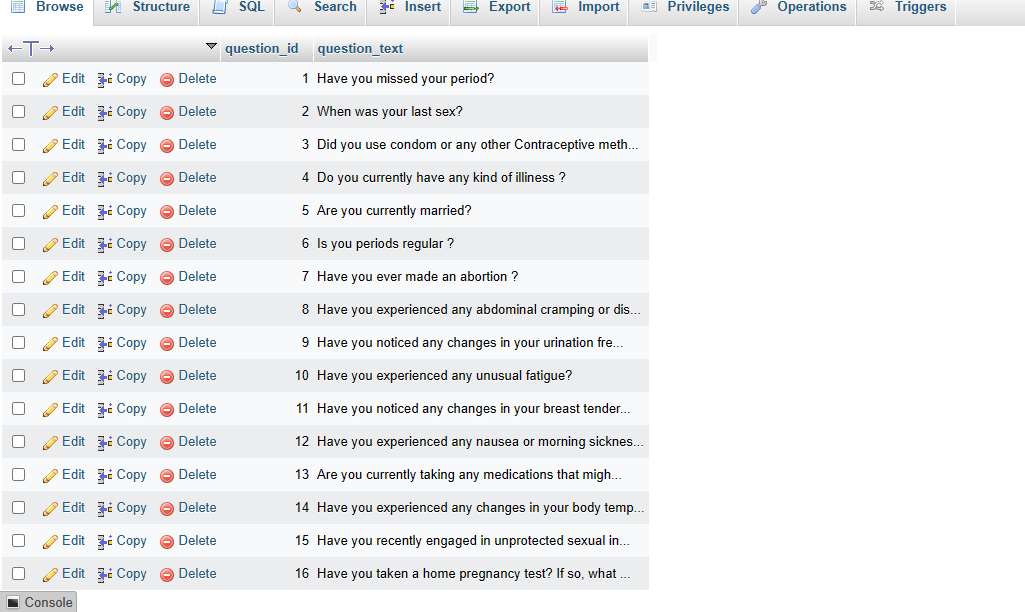 Browse Structure SQL Search Insert Export Import Privileges Operations Triggers
←T→ question_id question_text
Edit Copy Delete 1 Have you missed your period?
Edit Copy Delete 2 When was your last sex?
Edit Copy Delete 3 Did you use condom or any other Contraceptive meth...
Edit Copy Delete 4 Do you currently have any kind of illiness ?
Edit Copy Delete 5 Are you currently married?
Edit Copy Delete 6 Is you periods regular ?
Edit Copy Delete 7 Have you ever made an abortion ?
Edit Copy Delete 8 Have you experienced any abdominal cramping or dis...
Edit Copy Delete 9 Have you noticed any changes in your urination fre...
Edit Copy Delete 10 Have you experienced any unusual fatigue?
Edit Copy Delete 11 Have you noticed any changes in your breast tender...
Edit Copy Delete 12 Have you experienced any nausea or morning sicknes...
Edit Copy Delete 13 Are you currently taking any medications that migh...
Edit Copy Delete 14 Have you experienced any changes in your body temp...
Edit Copy Delete 15 Have you recently engaged in unprotected sexual in...
Edit Copy Delete 16 Have you taken a home pregnancy test? If so, what ...
Console